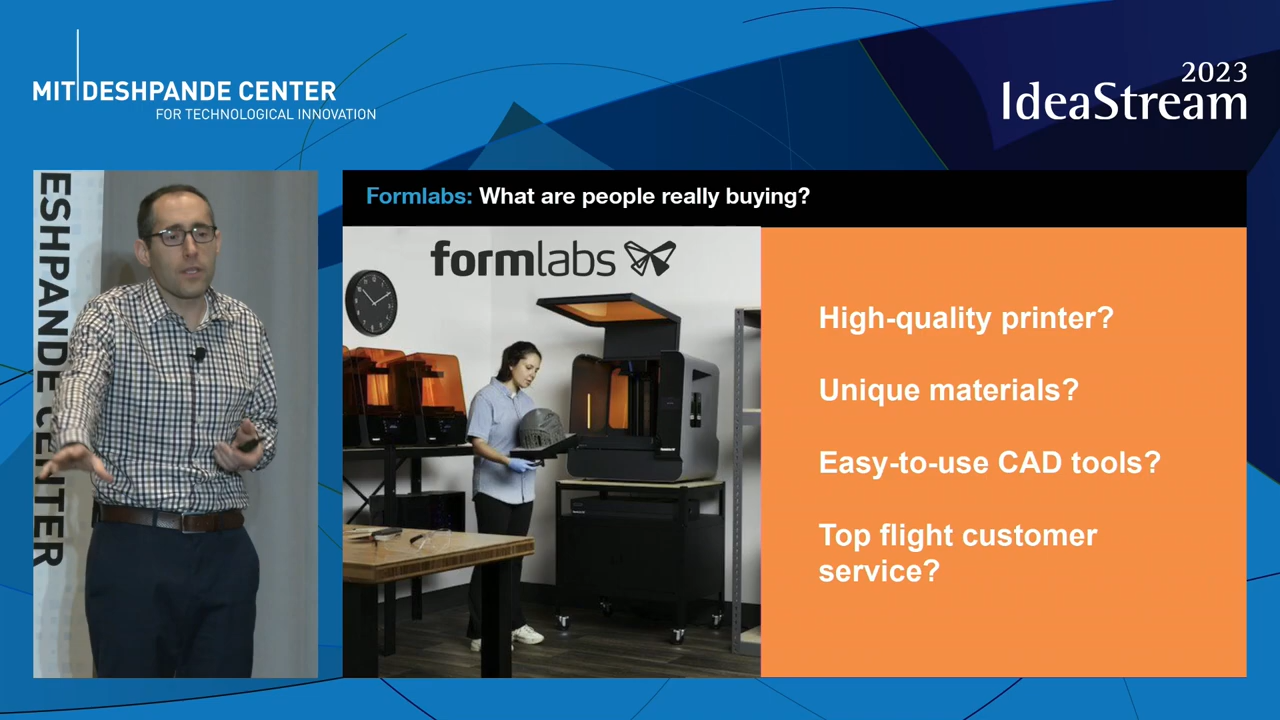 MIT DESHPANDE CENTER
FOR TECHNOLOGICAL INNOVATION
2023
IdeaStream
ESHPANDE CENTER
Formlabs: What are people really buying?
formlabs
High-quality printer?
Unique materials?
Easy-to-use CAD tools?
Top flight customer
service?